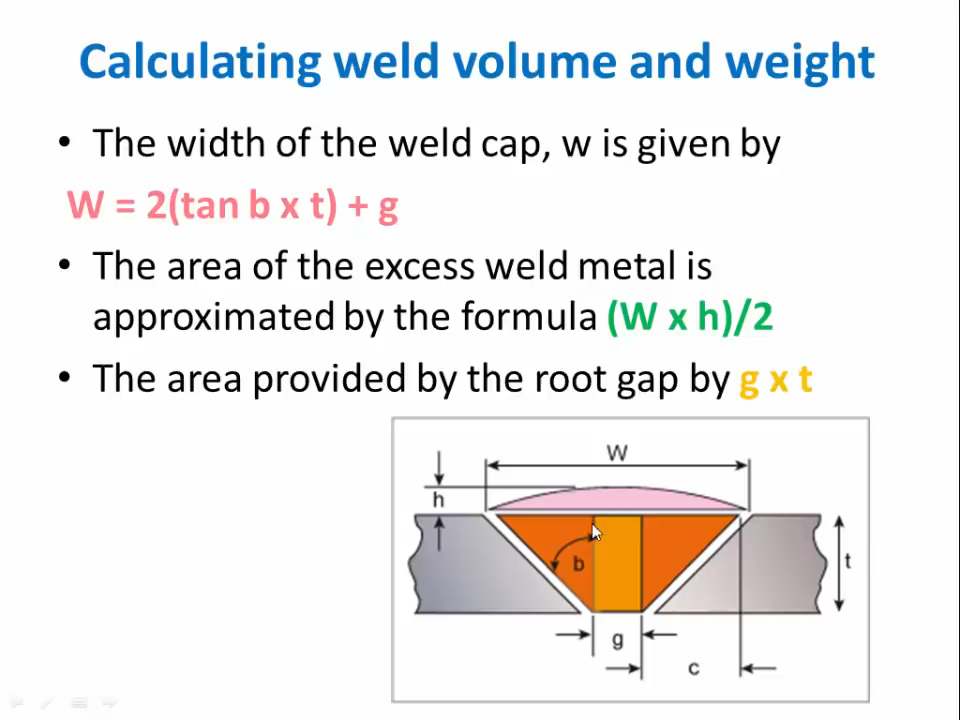 Calculating weld volume and weight
• The width of the weld cap, w is given by
W = 2(tan b x t) + g
• The area of the excess weld metal is
approximated by the formula (W x h)/2
• The area provided by the root gap by g x t
W
h
b
t
g
c